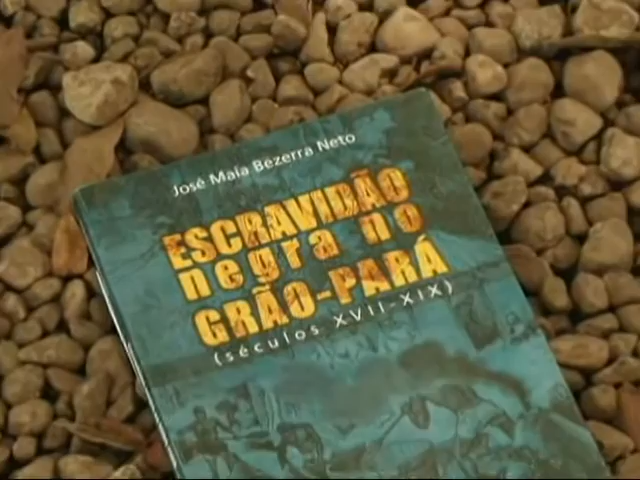 José Maia Bezerra Neto
ESCRAVIDÃO
negra no
GRÃO-PARÁ
(séculos XVII-XIX)